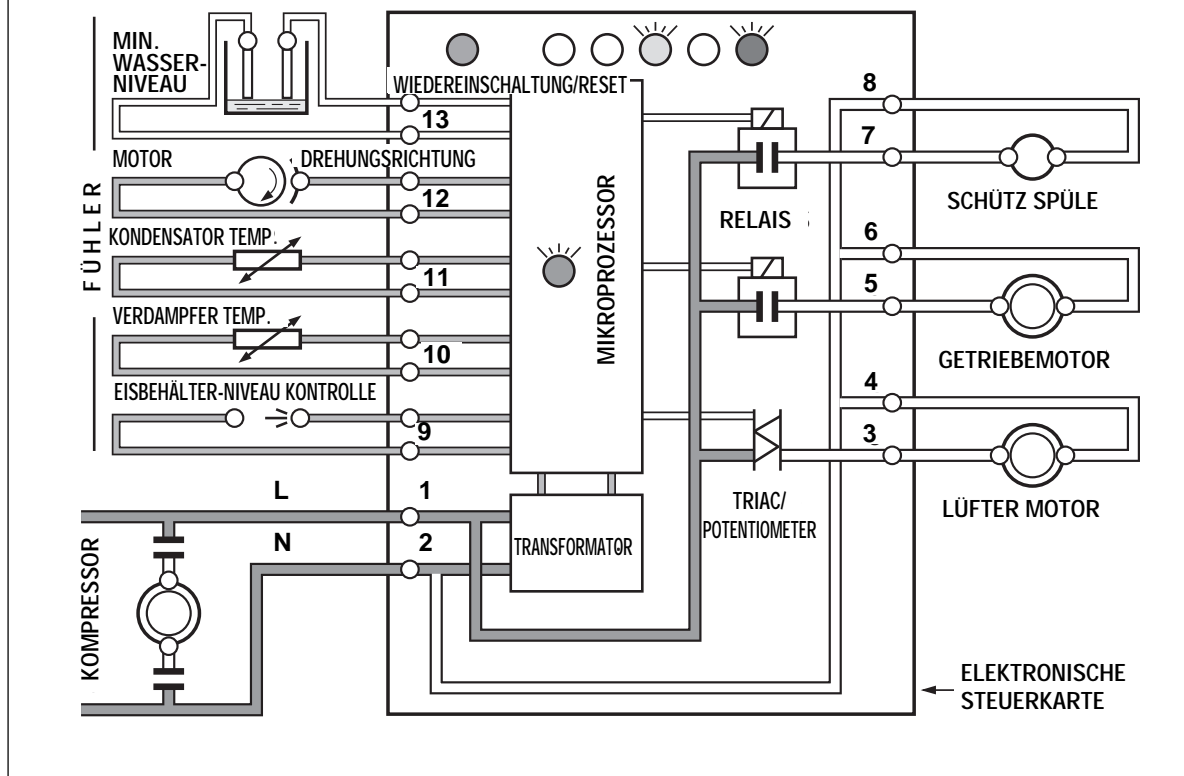 MIN.
WASSER-
NIVEAU
WIEDEREINSCHALTUNG/RESET
13
MOTOR
DREHUNGSRICHTUNG
12
KONDENSATOR TEMP.
11
VERDAMPFER TEMP.
10
EISBEHÄLTER-NIVEAU KONTROLLE
9
FÜHLER
MIKROPROZESSOR
RELAIS
8
7
SCHÜTZ SPÜLE
6
5
GETRIEBEMOTOR
4
3
LÜFTER MOTOR
TRIAC/
POTENTIOMETER
L
1
N
2
TRANSFORMATOR
KOMPRESSOR
ELEKTRONISCHE
STEUERKARTE